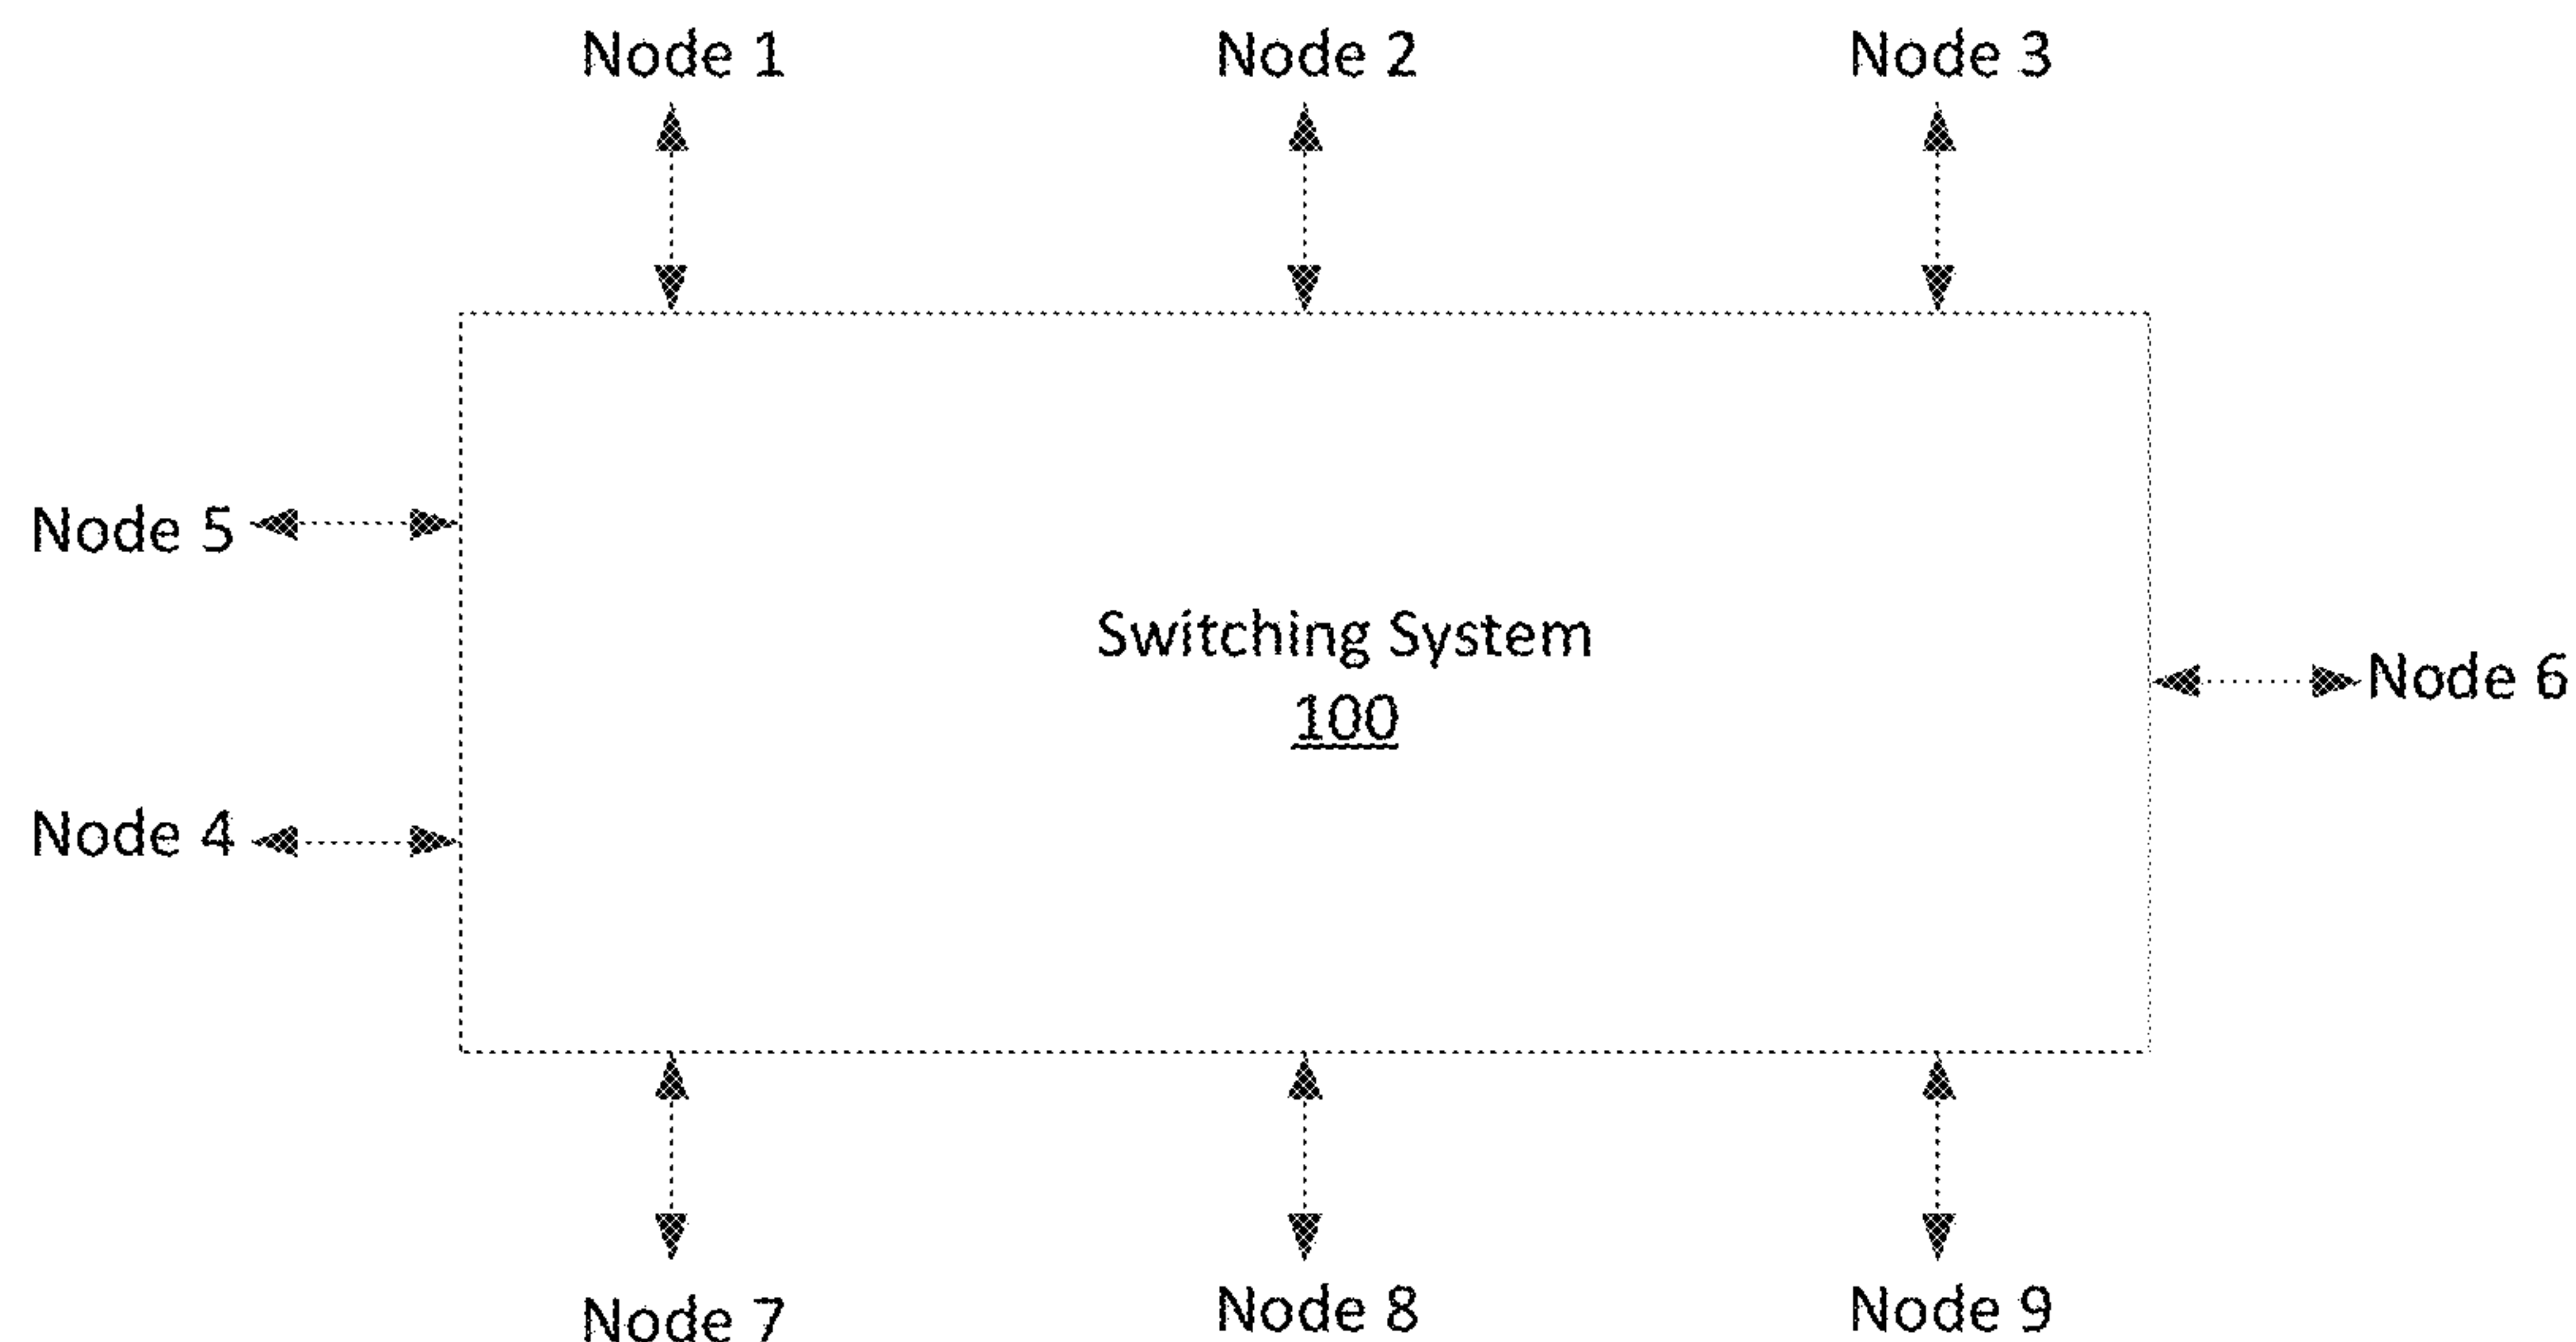 Node 1
Node 2
Node 3
Node 5
Switching System
100
Node 6
Node 4
Node 7
Node 8
Node 9